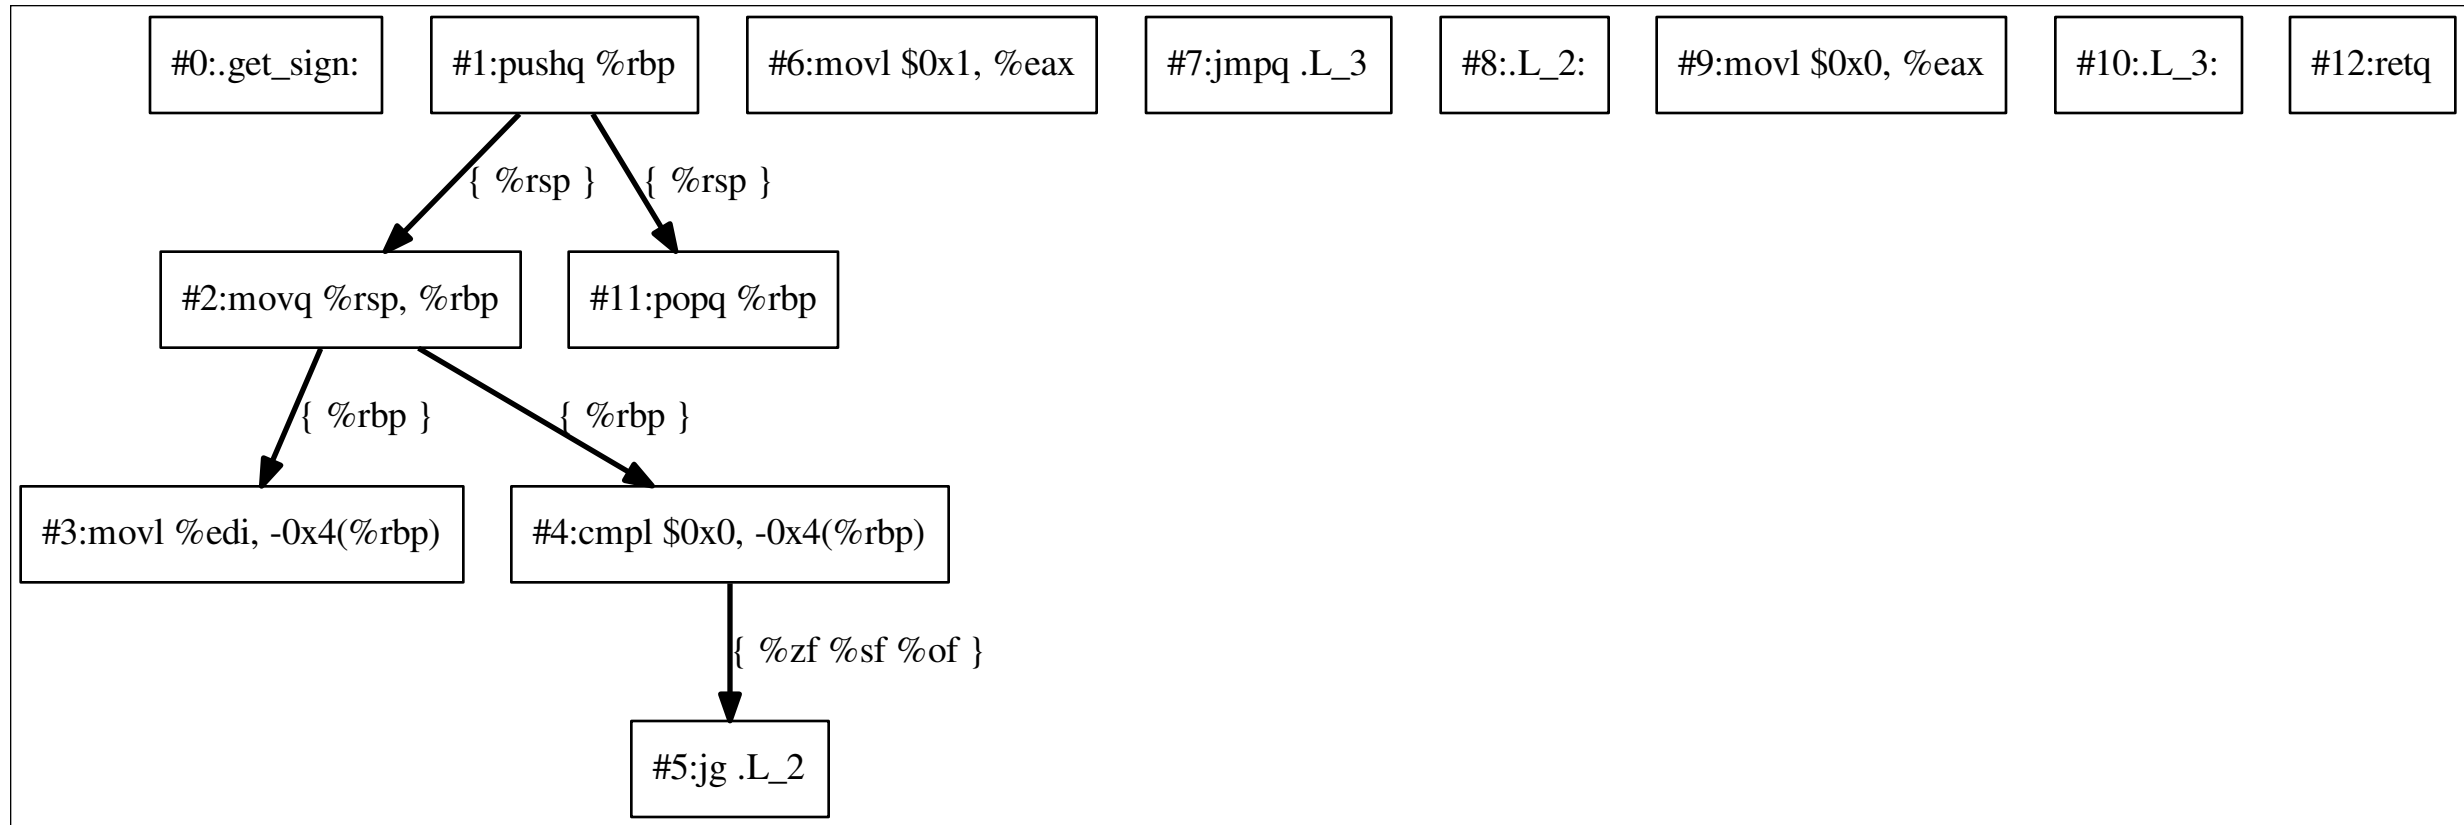 #0:.get_sign:
#1:pushq %rbp
#6:movl $0x1, %eax
#7:jmpq .L_3
#8:.L_2:
#9:movl $0x0, %eax
#10:.L_3:
#12:retq
{ %rsp }
{ %rsp }
#2:movq %rsp, %rbp
#11:popq %rbp
{ %rbp }
{ %rbp }
#3:movl %edi, -0x4(%rbp)
#4:cmpl $0x0, -0x4(%rbp)
{ %zf %sf %of }
#5:jg .L_2